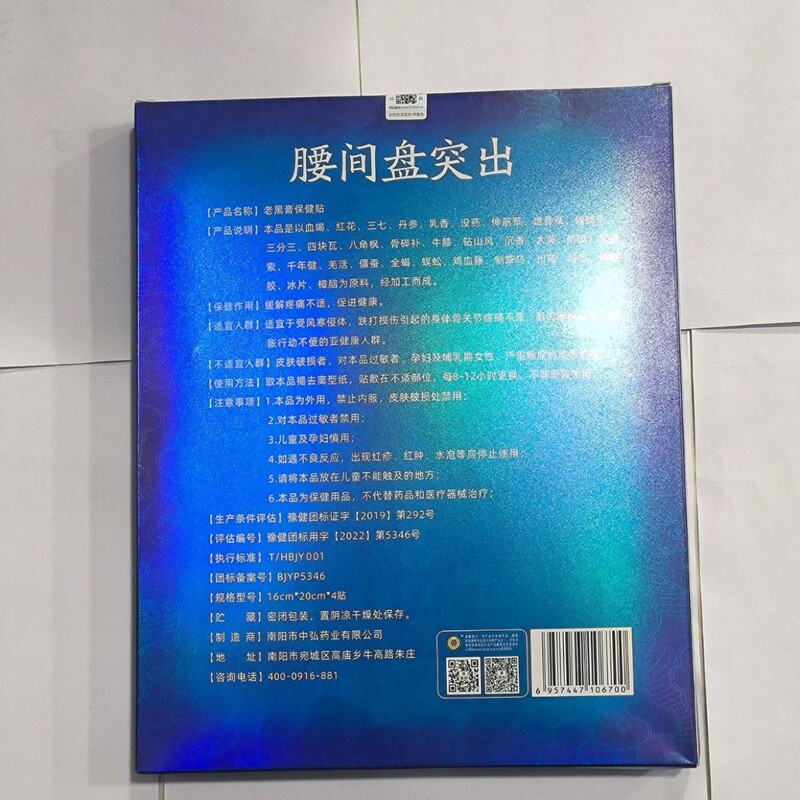 腰间盘突出
【产品名称】老黑膏保健贴
【产品说明】本品是以血竭、红花、三七、丹参、乳香、没药、伸筋草、透骨草、
三分三、四块瓦、八角枫、骨碎补、牛膝、钻山风、沉香、大黄、
索、千年健、羌活、僵蚕、全蝎、蜈蚣、鸡血藤、制草乌、
胶、冰片、樟脑为原料，经加工而成。
【保健作用】缓解疼痛不适，促进健康。
【适宜人群】适宜于受风寒侵体，跌打损伤引起的身体骨关节疼痛不适、
胀行动不便的亚健康人群。
【不适宜人群】皮肤破损者、对本品过敏者、孕妇及哺乳期女性、严重
【使用方法】取本品揭去离型纸，贴敷在不适部位，每8-12小时更换，不能重复使用
【注意事项】1.本品为外用，禁止内服，皮肤破损处禁用；
2.对本品过敏者禁用；
3.儿童及孕妇慎用；
4.如遇不良反应，出现红疹、红肿、水泡等应停止使用；
5.请将本品放在儿童不能触及的地方；
6.本品为保健用品，不代替药品和医疗器械治疗；
【生产条件评估】豫健团标证字【2019】第292号
【评估编号】豫健团标用字【2022】第5346号
【执行标准】T/HBJY 001
【团标备案号】BJYP5346
【规格型号】16cm*20cm*4贴
【贮 藏】密闭包装，置阴凉干燥处保存。
【制 造 商】南阳市中弘药业有限公司
【地 址】南阳市宛城区高庙乡牛高路朱庄
【咨询电话】400-0916-881
6 957447 106700